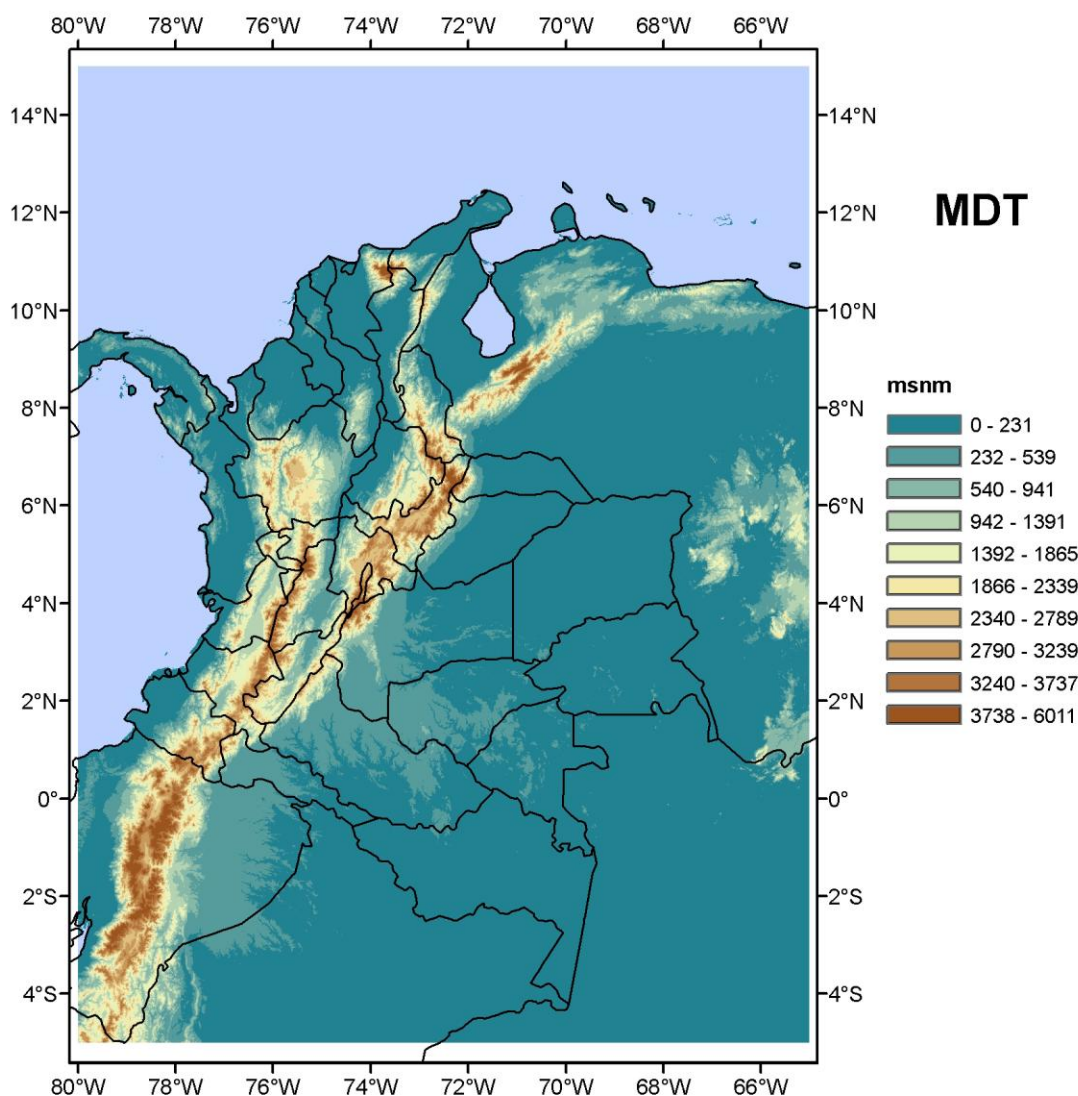 80°W 78°W 76°W 74°W 72°W 70°W 68°W 66°W
14°N 14°N
12°N 12°N
MDT
10°N 10°N
8°N 8°N
6°N 6°N
4°N 4°N
2°N 2°N
0° 0°
2°S 2°S
4°S 4°S
80°W 78°W 76°W 74°W 72°W 70°W 68°W 66°W
msnm
0 - 231
232 - 539
540 - 941
942 - 1391
1392 - 1865
1866 - 2339
2340 - 2789
2790 - 3239
3240 - 3737
3738 - 6011